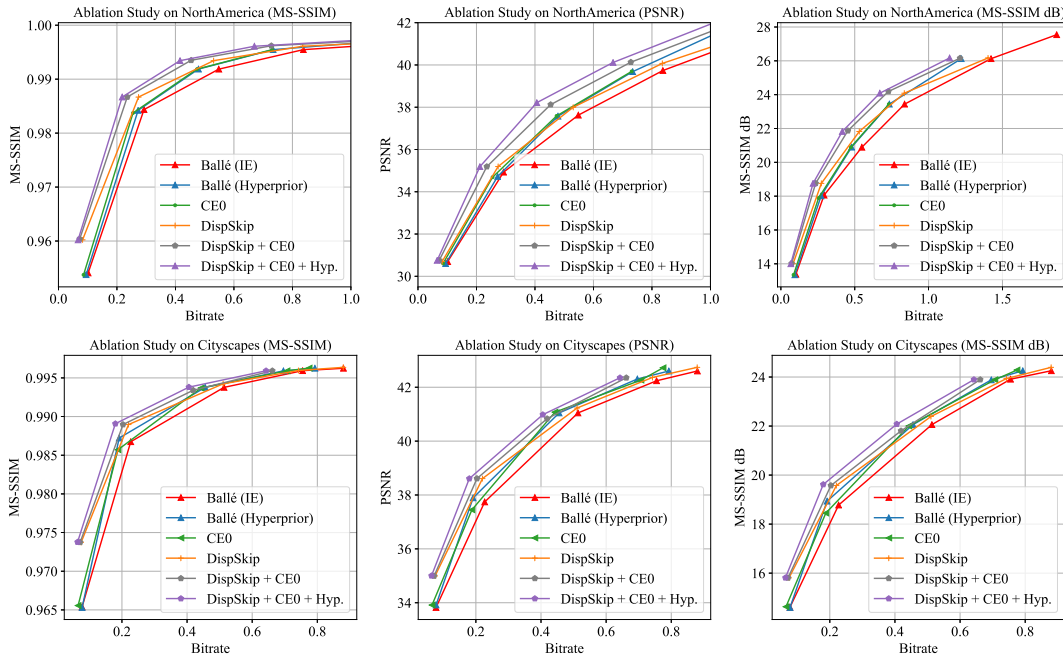 Ablation Study on NorthAmerica (MS-SSIM)
1.00
0.99
0.98
0.97
0.96
MS-SSIM
0.0 0.2 0.4 0.6 0.8 1.0
Bitrate
Ballé (IE)
Ballé (Hyperprior)
CE0
DispSkip
DispSkip + CE0
DispSkip + CE0 + Hyp.
Ablation Study on NorthAmerica (PSNR)
42
40
38
36
34
32
30
PSNR
0.0 0.2 0.4 0.6 0.8 1.0
Bitrate
Ballé (IE)
Ballé (Hyperprior)
CE0
DispSkip
DispSkip + CE0
DispSkip + CE0 + Hyp.
Ablation Study on NorthAmerica (MS-SSIM dB)
28
26
24
22
20
18
16
14
MS-SSIM dB
0.0 0.5 1.0 1.5
Bitrate
Ballé (IE)
Ballé (Hyperprior)
CE0
DispSkip
DispSkip + CE0
DispSkip + CE0 + Hyp.
Ablation Study on Cityscapes (MS-SSIM)
0.995
0.990
0.985
0.980
0.975
0.970
0.965
MS-SSIM
0.2 0.4 0.6 0.8
Bitrate
Ballé (IE)
Ballé (Hyperprior)
CE0
DispSkip
DispSkip + CE0
DispSkip + CE0 + Hyp.
Ablation Study on Cityscapes (PSNR)
42
40
38
36
34
PSNR
0.2 0.4 0.6 0.8
Bitrate
Ballé (IE)
Ballé (Hyperprior)
CE0
DispSkip
DispSkip + CE0
DispSkip + CE0 + Hyp.
Ablation Study on Cityscapes (MS-SSIM dB)
24
22
20
18
16
MS-SSIM dB
0.2 0.4 0.6 0.8
Bitrate
Ballé (IE)
Ballé (Hyperprior)
CE0
DispSkip
DispSkip + CE0
DispSkip + CE0 + Hyp.